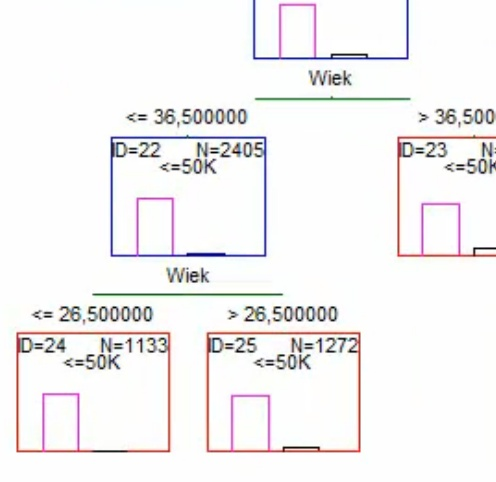 Wiek
<= 36,500000 > 36,500
ID=22 N=2405 ID=23 N=
<=50K <=50K
Wiek
<= 26,500000 > 26,500000
ID=24 N=1133 ID=25 N=1272
<=50K <=50K